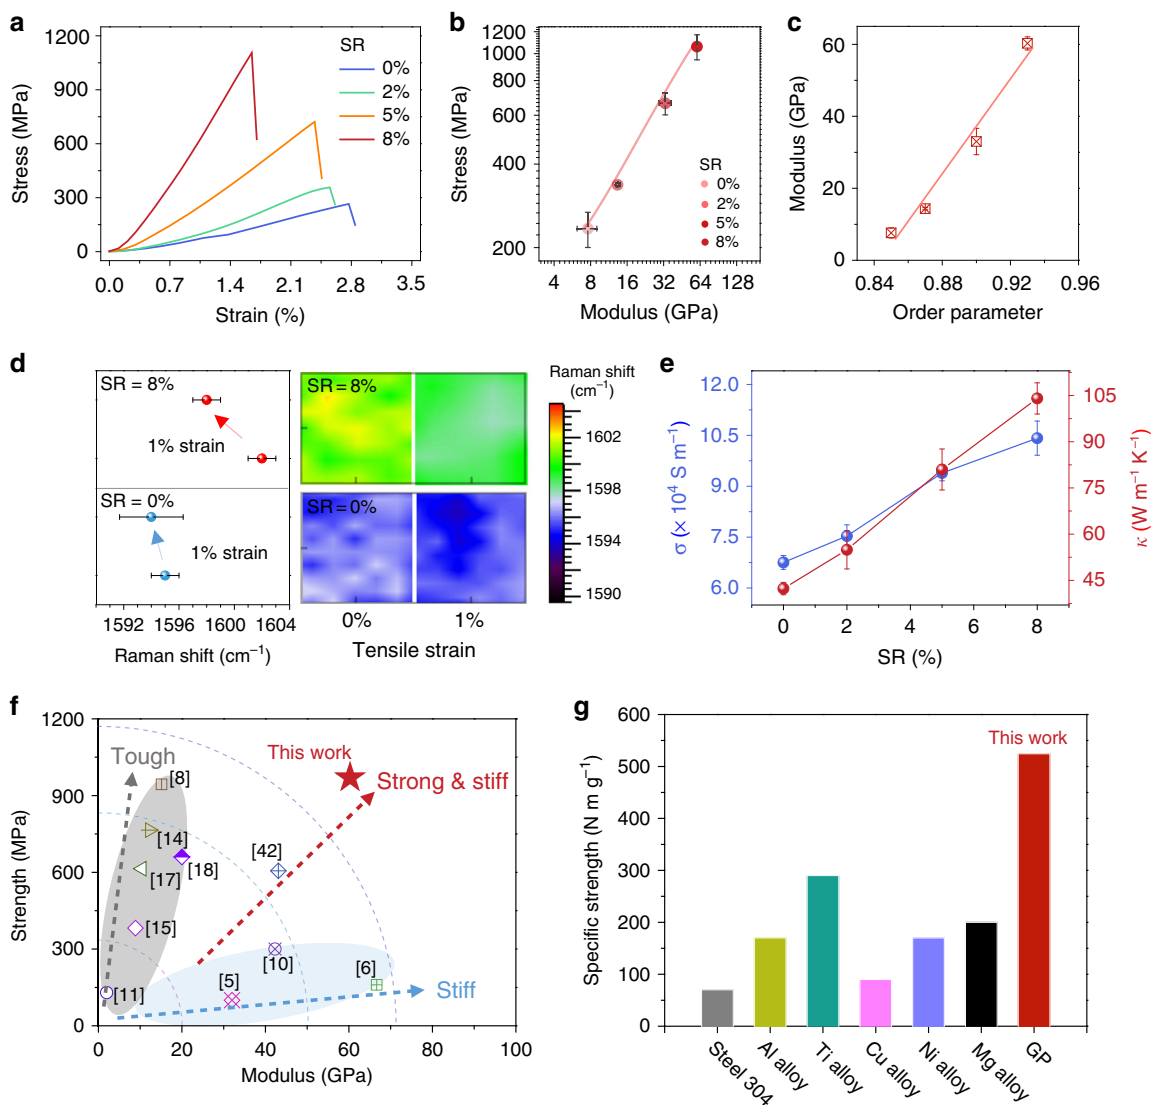 a
1200
900
600
300
0
Stress (MPa)
SR
0%
2%
5%
8%
0.0 0.7 1.4 2.1 2.8 3.5
Strain (%)
b
1200
1000
800
600
400
200
Stress (MPa)
SR
0%
2%
5%
8%
4 8 16 32 64 128
Modulus (GPa)
c
60
40
20
0
Modulus (GPa)
0.84 0.88 0.92 0.96
Order parameter
d
SR = 8%
1% strain
SR = 0%
1% strain
1592 1596 1600 1604
Raman shift (cm⁻¹)
SR = 8%
SR = 0%
0% 1%
Tensile strain
Raman shift
(cm⁻¹)
1602
1598
1594
1590
e
12.0
10.5
9.0
7.5
6.0
σ (× 10⁴ S m⁻¹)
105
90
75
60
45
κ (W m⁻¹ K⁻¹)
0 2 4 6 8
SR (%)
f
1200
900
600
300
0
Strength (MPa)
Tough
This work
Strong & stiff
Stiff
[8]
[14]
[17]
[18]
[15]
[11]
[42]
[10]
[5]
[6]
0 20 40 60 80 100
Modulus (GPa)
g
600
500
400
300
200
100
0
Specific strength (N m g⁻¹)
This work
Steel 304
Al alloy
Ti alloy
Cu alloy
Ni alloy
Mg alloy
GP